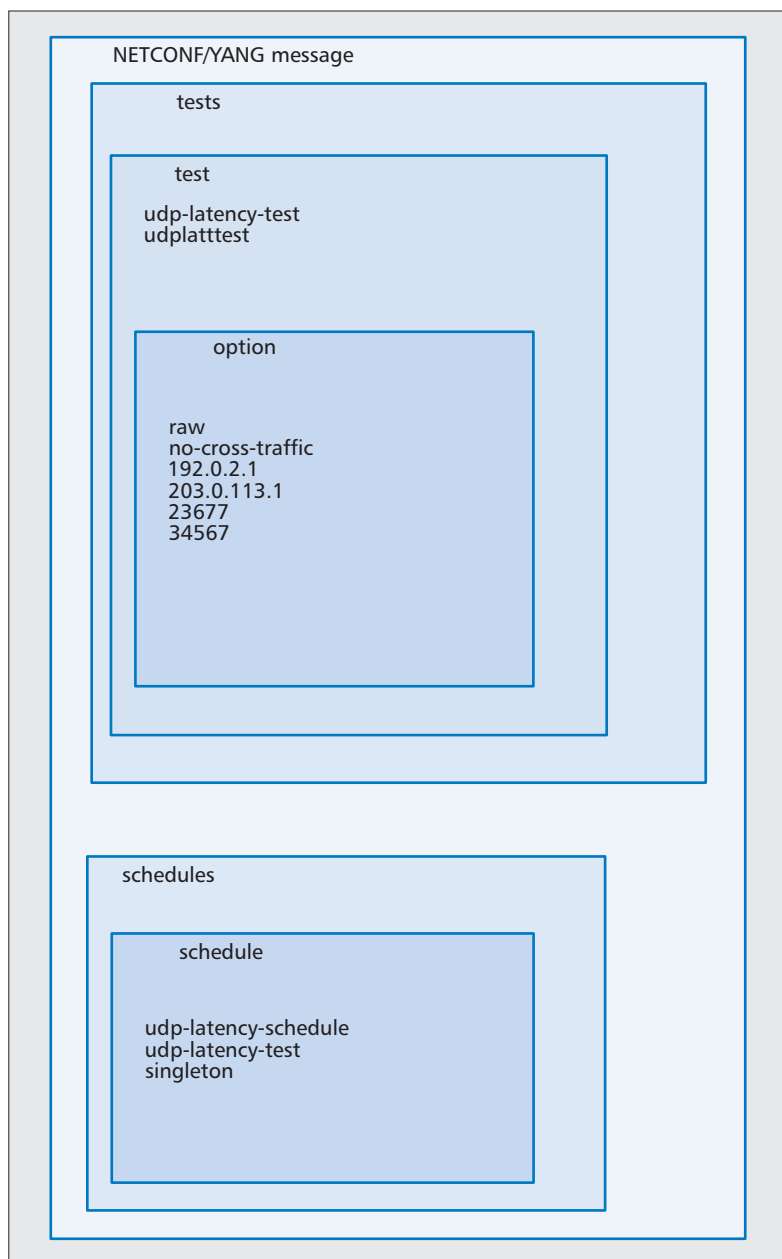 NETCONF/YANG message
tests
test
udp-latency-test
udplatttest
option
raw
no-cross-traffic
192.0.2.1
203.0.113.1
23677
34567
schedules
schedule
udp-latency-schedule
udp-latency-test
singleton